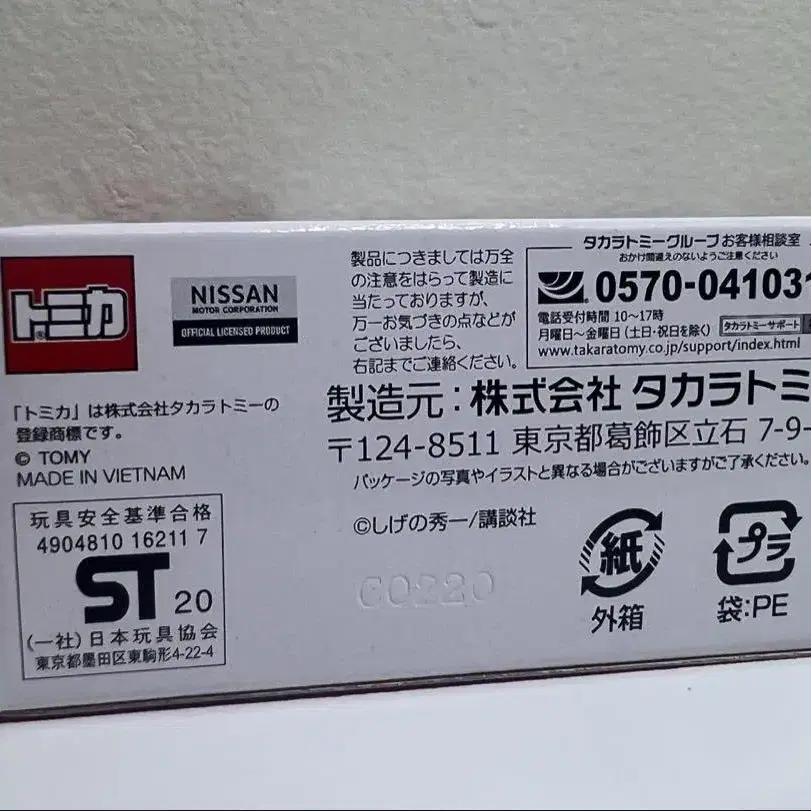 トミカ®
NISSAN
MOTOR CORPORATION
OFFICIAL LICENSED PRODUCT
「トミカ」は株式会社タカラトミーの
登録商標です。
© TOMY
MADE IN VIETNAM
玩具安全基準合格
4904810 16211 7
ST 20
(一社)日本玩具協会
東京都墨田区東駒形4-22-4
製品につきましては万全
の注意をはらって製造に
当たっておりますが、
万一お気づきの点などが
ございましたら、
右記までご連絡ください。
タカラトミーグループお客様相談室
おかけ間違えのないようご注意ください
0570-04103
電話受付時間 10〜17時
月曜日〜金曜日(土・祝日を除く)
タカラトミーサポート
www.takaratomy.co.jp/support/index.html
製造元:株式会社 タカラトミ
〒124-8511 東京都葛飾区立石 7-9-
パッケージの写真やイラストと異なる場合がございますがご了承ください。
©しげの秀一/講談社
紙
外箱
プラ
袋:PE